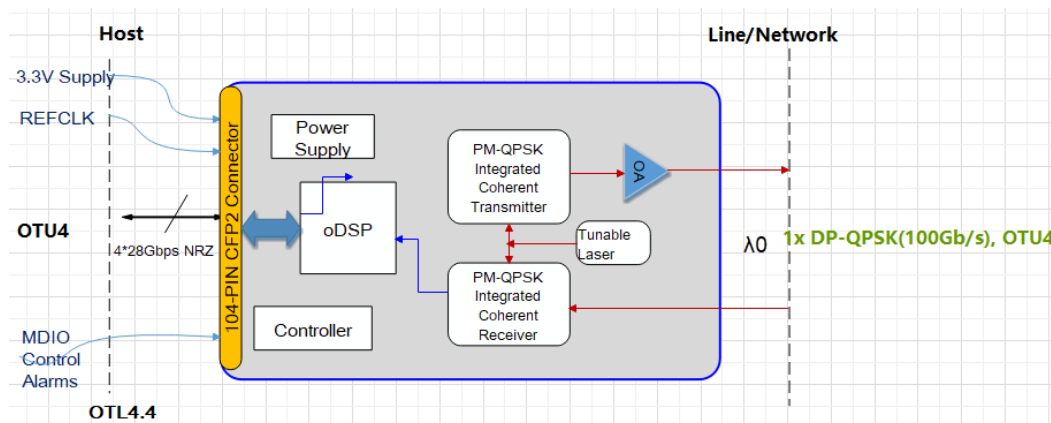 Host
Line/Network
3.3V Supply
REFCLK
104-PIN CFP2 Connector
Power
Supply
PM-QPSK
Integrated
Coherent
Transmitter
OA
OTU4
4*28Gbps NRZ
oDSP
Tunable
Laser
λ0
1x DP-QPSK(100Gb/s), OTU4
PM-QPSK
Integrated
Coherent
Receiver
Controller
MDIO
Control
Alarms
OTL4.4